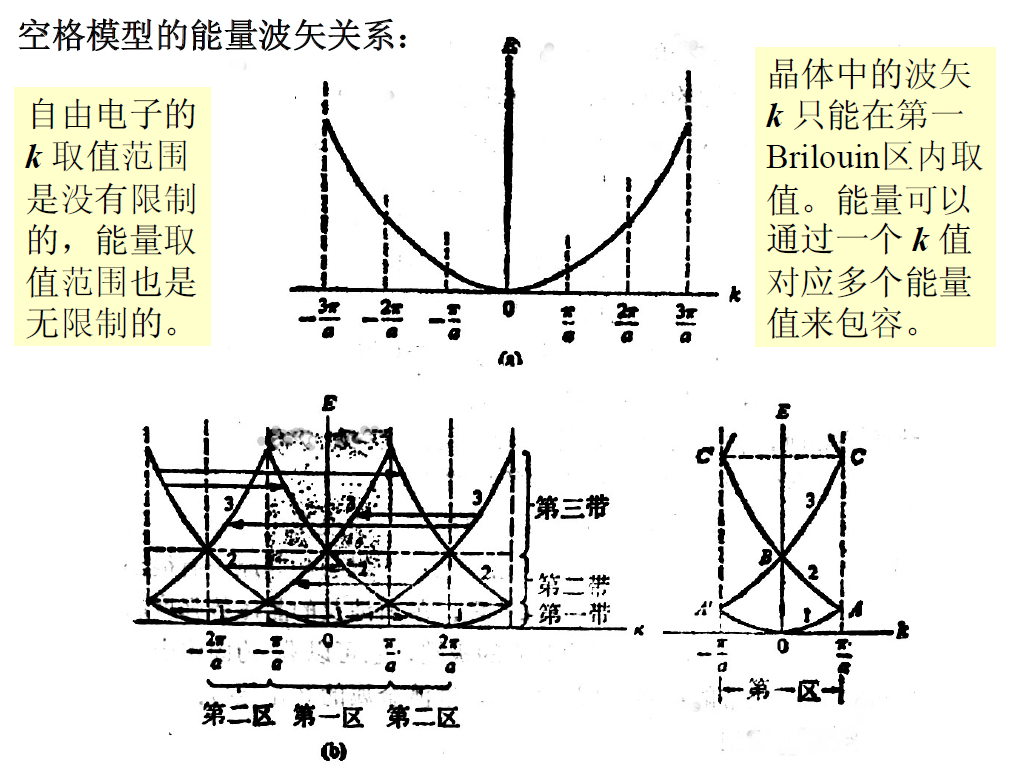 空格模型的能量波矢关系：
自由电子的
k 取值范围
是没有限制
的，能量取
值范围也是
无限制的。
晶体中的波矢
k 只能在第一
Brilouin区内取
值。能量可以
通过一个 k 值
对应多个能量
值来包容。
E
k
-3π/a -2π/a -π/a 0 π/a 2π/a 3π/a
(a)
E
3 3 3
第三带
2 2 2
第二带
1 1 1
第一带
-2π/a -π/a 0 π/a 2π/a
第二区 第一区 第二区
(b)
E
C' C
3
B
2
A' A
1
k
-π/a 0 π/a
第一区